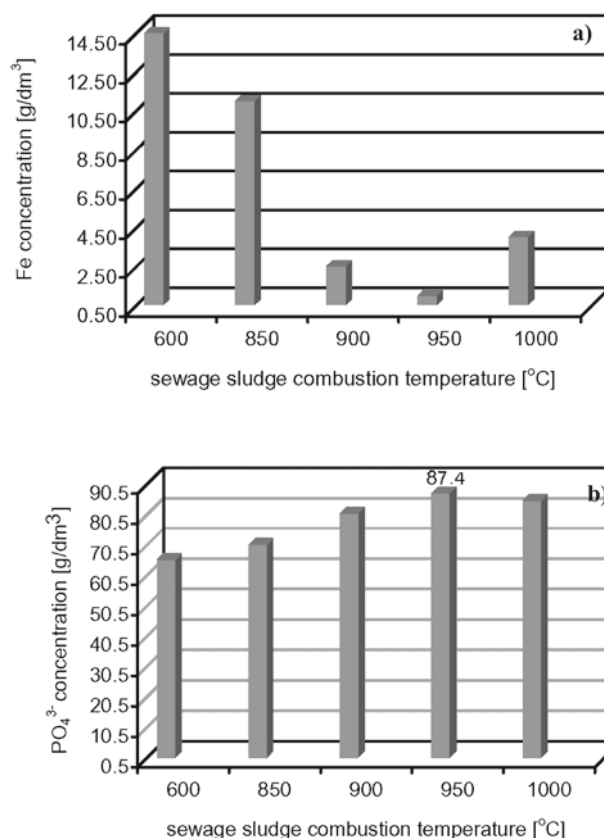 a)
Fe concentration [g/dm³]
14.50
12.50
10.50
8.50
6.50
4.50
2.50
0.50
600 850 900 950 1000
sewage sludge combustion temperature [°C]
b)
PO₄³⁻ concentration [g/dm³]
87.4
90.5
80.5
70.5
60.5
50.5
40.5
30.5
20.5
10.5
0.5
600 850 900 950 1000
sewage sludge combustion temperature [°C]